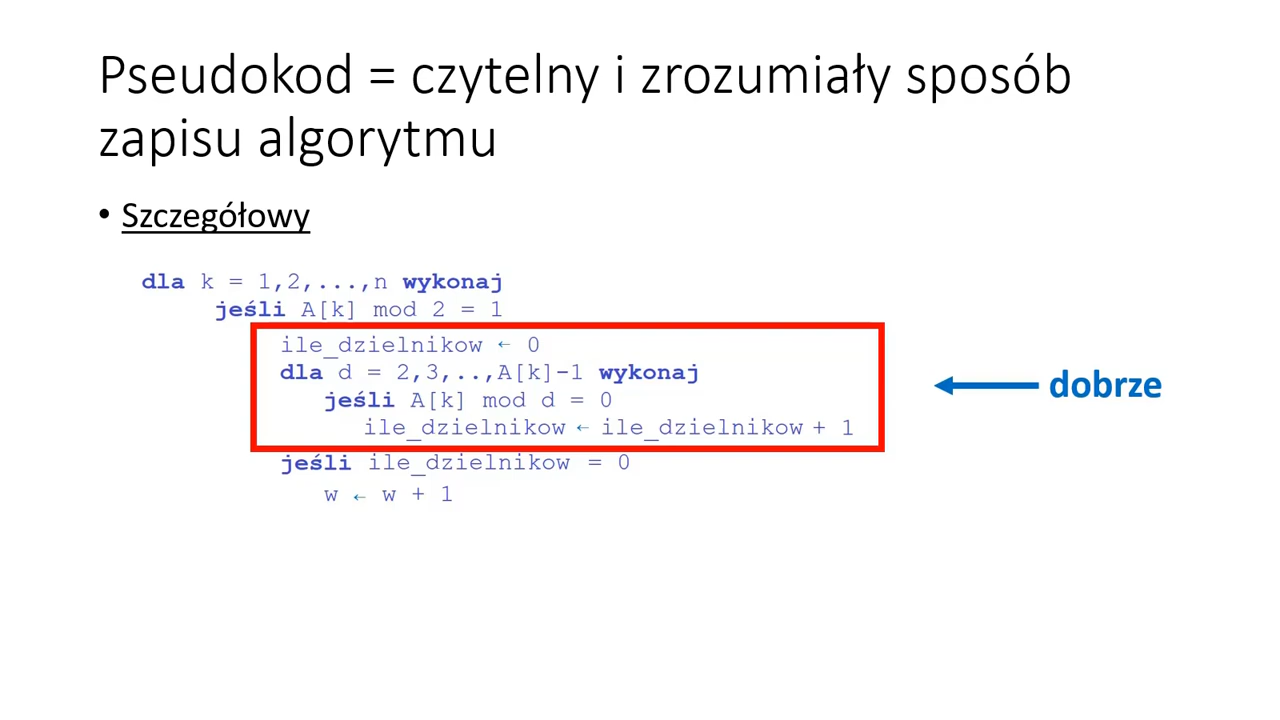 Pseudokod = czytelny i zrozumiały sposób
zapisu algorytmu
• Szczegółowy
dla k = 1,2,...,n wykonaj
jeśli A[k] mod 2 = 1
ile_dzielnikow ← 0
dla d = 2,3,..,A[k]-1 wykonaj
jeśli A[k] mod d = 0
ile_dzielnikow ← ile_dzielnikow + 1
dobrze
jeśli ile_dzielnikow = 0
w ← w + 1